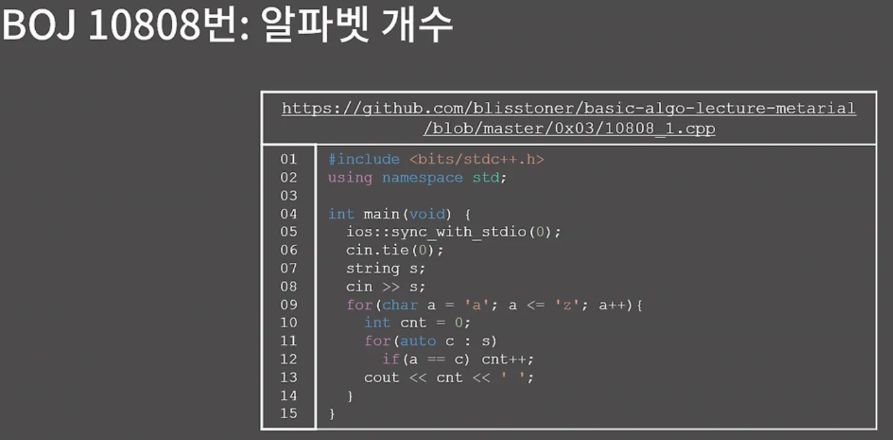 BOJ 10808번: 알파벳 개수
https://github.com/blisstoner/basic-algo-lecture-metarial
/blob/master/0x03/10808_1.cpp
01 #include <bits/stdc++.h>
02 using namespace std;
03
04 int main(void) {
05   ios::sync_with_stdio(0);
06   cin.tie(0);
07   string s;
08   cin >> s;
09   for(char a = 'a'; a <= 'z'; a++){
10     int cnt = 0;
11     for(auto c : s)
12       if(a == c) cnt++;
13     cout << cnt << ' ';
14   }
15 }